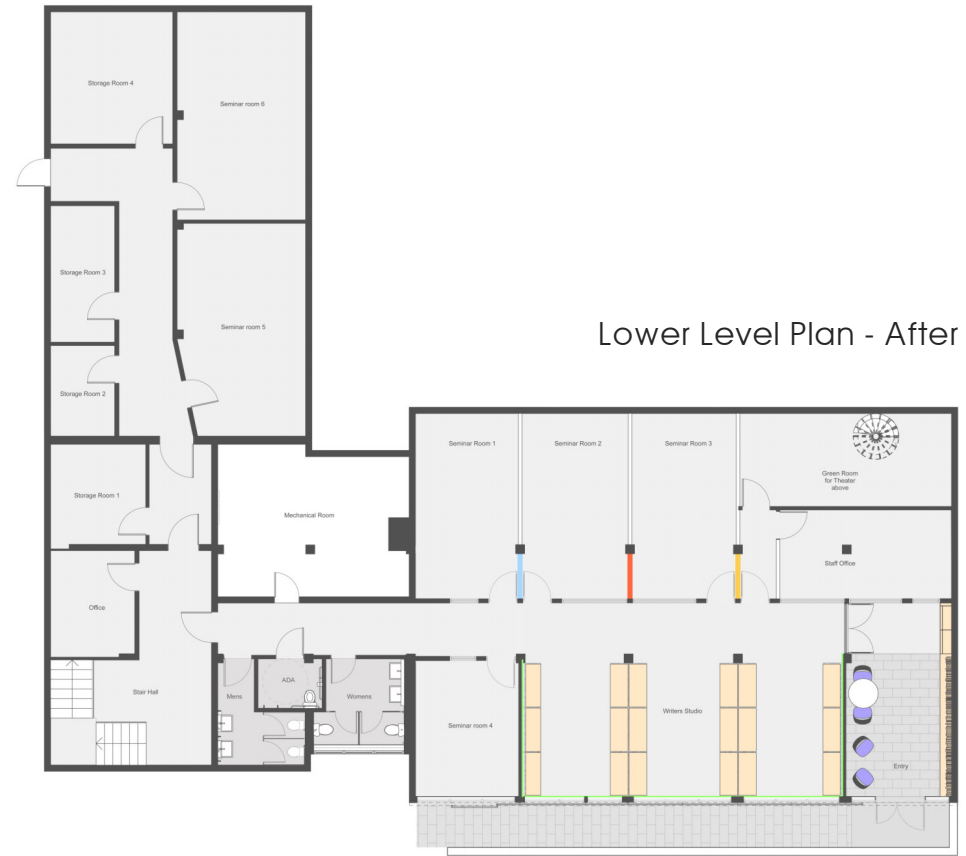 Storage Room 4
Seminar room 6
Storage Room 3
Seminar room 5
Lower Level Plan - After
Storage Room 2
Seminar Room 1
Seminar Room 2
Seminar Room 3
Green Room
for Theater
above
Storage Room 1
Mechanical Room
Staff Office
Office
Stair Hall
Mens
ADA
Womens
Seminar room 4
Writers Studio
Entry